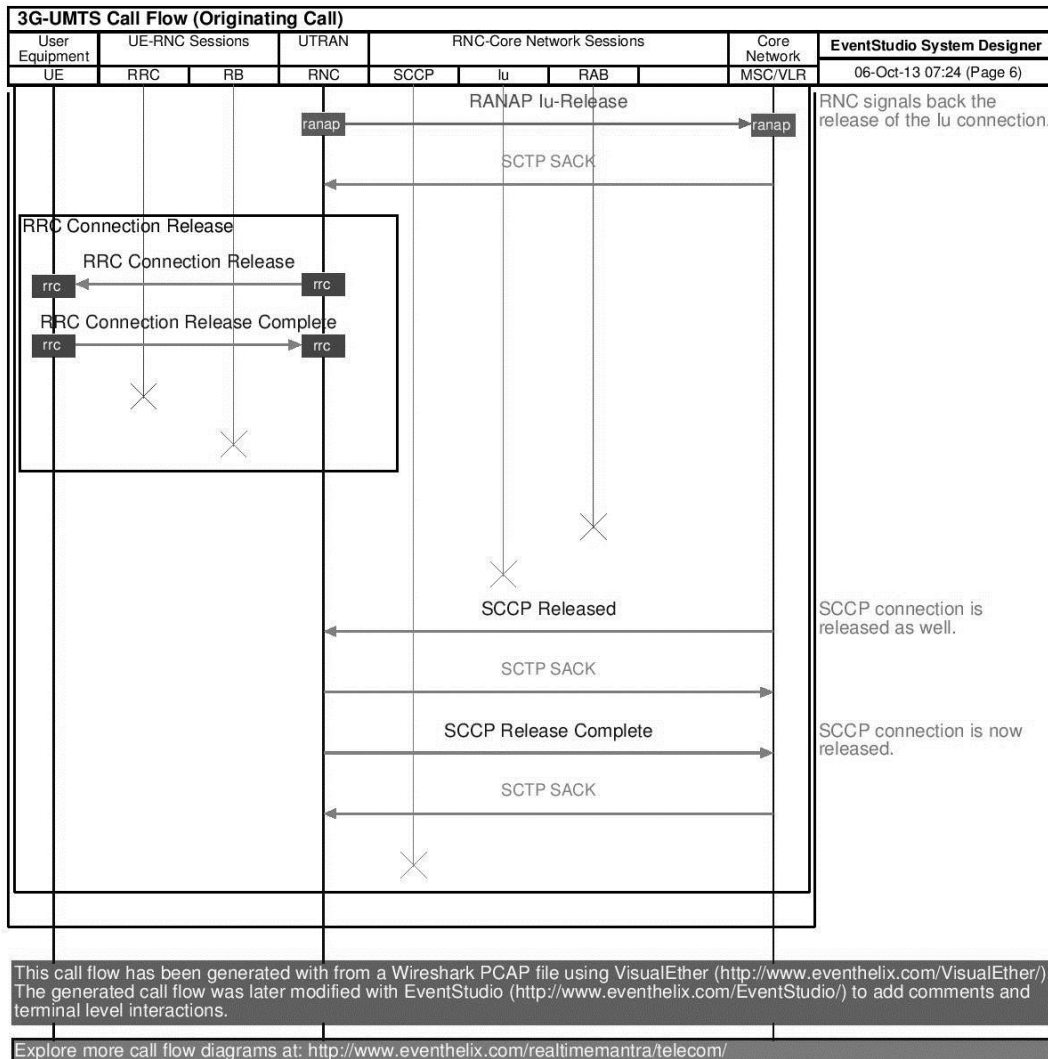 3G-UMTS Call Flow (Originating Call)
User Equipment
UE-RNC Sessions
UTRAN
RNC-Core Network Sessions
Core Network
EventStudio System Designer
UE
RRC
RB
RNC
SCCP
Iu
RAB
MSC/VLR
06-Oct-13 07:24 (Page 6)
RANAP Iu-Release
RNC signals back the
release of the Iu connection.
ranap
ranap
SCTP SACK
RRC Connection Release
RRC Connection Release
rrc
rrc
RRC Connection Release Complete
rrc
rrc
SCCP Released
SCCP connection is
released as well.
SCTP SACK
SCCP Release Complete
SCCP connection is now
released.
SCTP SACK
This call flow has been generated with from a Wireshark PCAP file using VisualEther (http://www.eventhelix.com/VisualEther/)
The generated call flow was later modified with EventStudio (http://www.eventhelix.com/EventStudio/) to add comments and
terminal level interactions.
Explore more call flow diagrams at: http://www.eventhelix.com/realtimemantra/telecom/